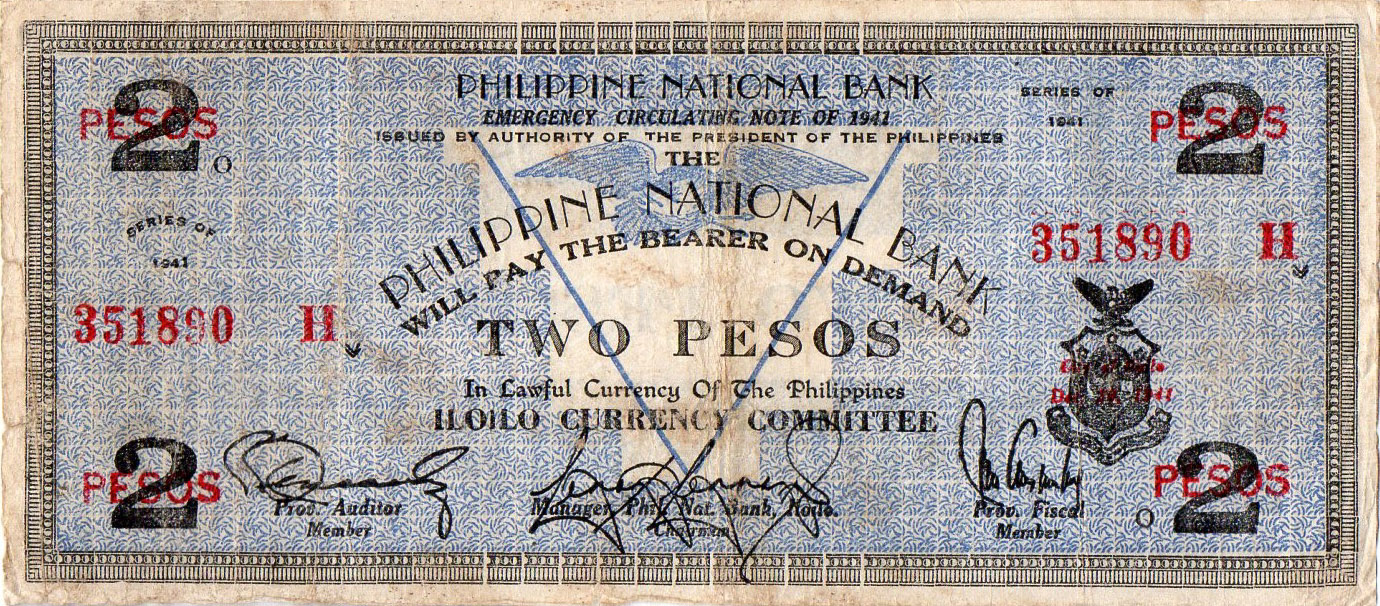 PHILIPPINE NATIONAL BANK
EMERGENCY CIRCULATING NOTE OF 1941
ISSUED BY AUTHORITY OF THE PRESIDENT OF THE PHILIPPINES
SERIES OF
1941
2
PESOS
O
2
PESOS
THE
PHILIPPINE NATIONAL BANK
WILL PAY THE BEARER ON DEMAND
SERIES OF
1941
351890 H
351890 H
TWO PESOS
In Lawful Currency Of The Philippines
ILOILO CURRENCY COMMITTEE
1941
2
PESOS
Prov. Auditor
Member
Manager, Phil. Nat. Bank, Iloilo.
Chairman
Prov. Fiscal
Member
O
2
PESOS